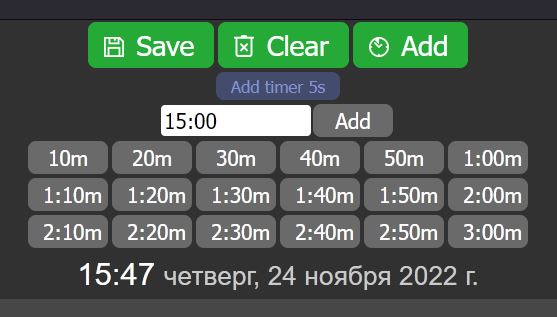 Save Clear Add
Add timer 5s
15:00 Add
10m 20m 30m 40m 50m 1:00m
1:10m 1:20m 1:30m 1:40m 1:50m 2:00m
2:10m 2:20m 2:30m 2:40m 2:50m 3:00m
15:47 четверг, 24 ноября 2022 г.